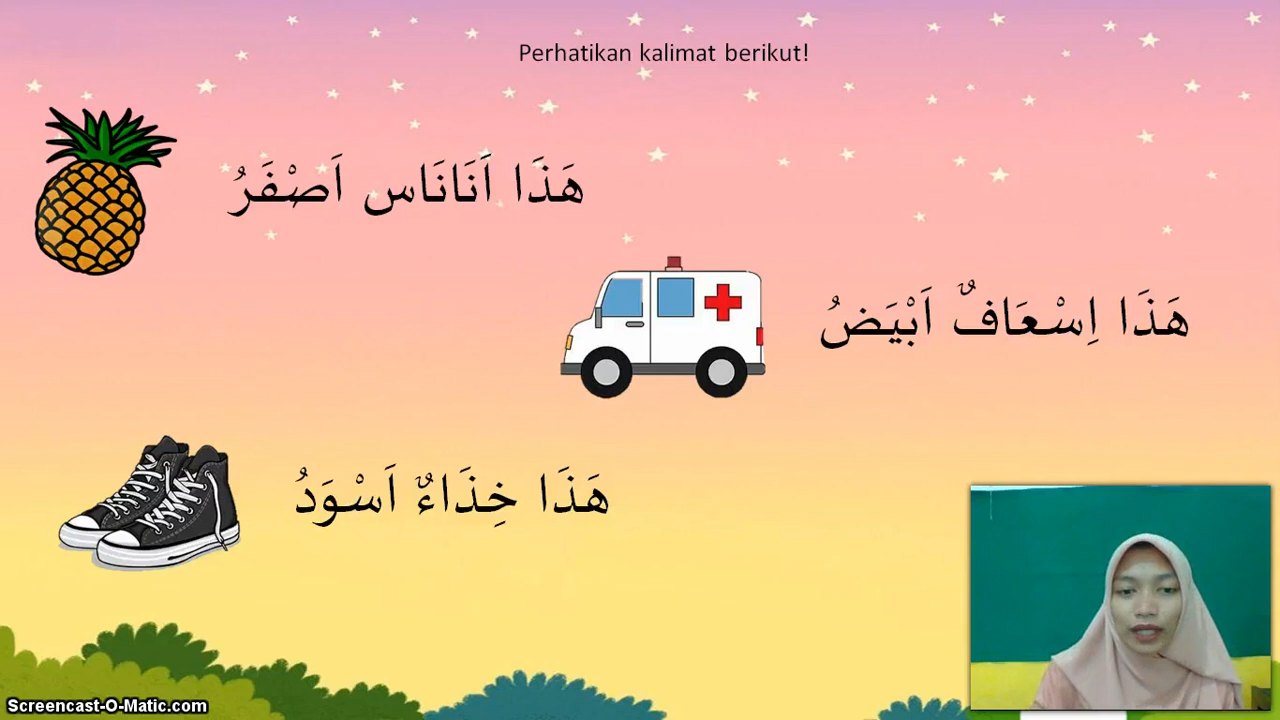 Perhatikan kalimat berikut!
هَذَا اَنَانَاس اَصْفَرُ
هَذَا اِسْعَافٌ اَبْيَضُ
هَذَا خِذَاءٌ اَسْوَدُ
Screencast-O-Matic.com